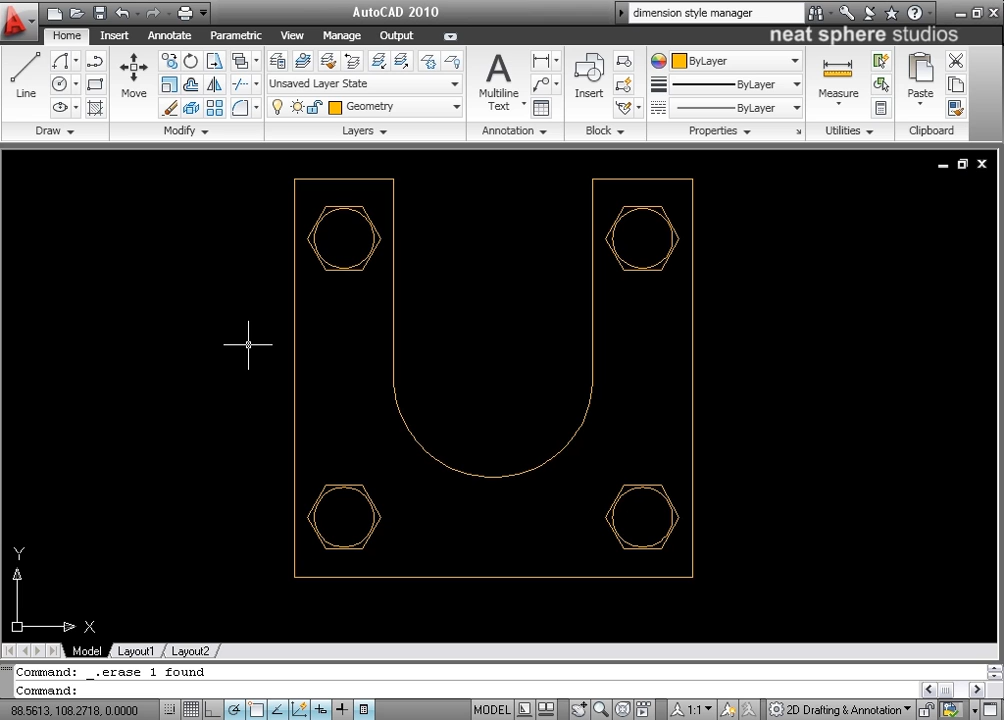 AutoCAD 2010
dimension style manager
neat sphere studios
Home Insert Annotate Parametric View Manage Output
Line
Move
Unsaved Layer State
Geometry
Multiline
Text
Insert
ByLayer
ByLayer
ByLayer
Measure
Paste
Draw Modify Layers Annotation Block Properties Utilities Clipboard
Y
X
Model Layout1 Layout2
Command: _.erase 1 found
Command:
88.5613, 108.2718, 0.0000 MODEL 1:1 2D Drafting & Annotation